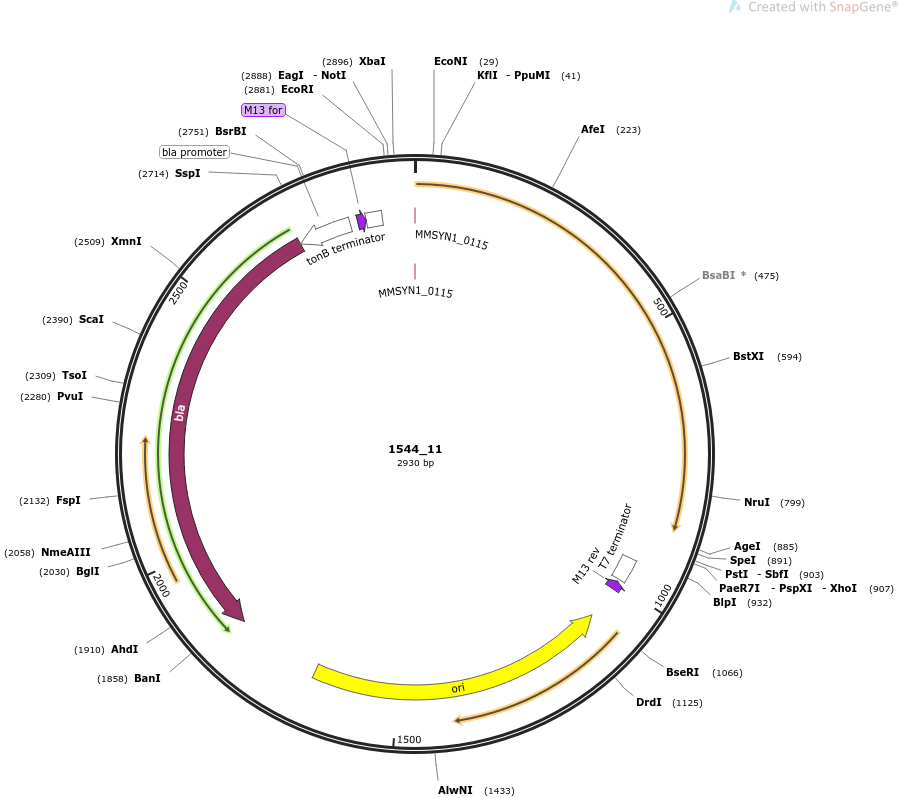 Created with SnapGene®
(2896) XbaI
EcoNI (29)
(2888) EagI - NotI
KflI - PpuMI (41)
(2881) EcoRI
M13 for
(2751) BsrBI
AfeI (223)
bla promoter
(2714) SspI
tonB terminator
MMSYN1_0115
(2509) XmnI
BsaBI * (475)
MMSYN1_0115
2500
500
(2390) ScaI
BstXI (594)
(2309) TsoI
(2280) PvuI
bla
1544_11
2930 bp
(2132) FspI
NruI (799)
(2058) NmeAIII
AgeI (885)
(2030) BglI
SpeI (891)
M13 rev
T7 terminator
PstI - SbfI (903)
2000
PaeR7I - PspXI - XhoI (907)
1000
BlpI (932)
(1910) AhdI
(1858) BanI
BseRI (1066)
ori
DrdI (1125)
1500
AlwNI (1433)